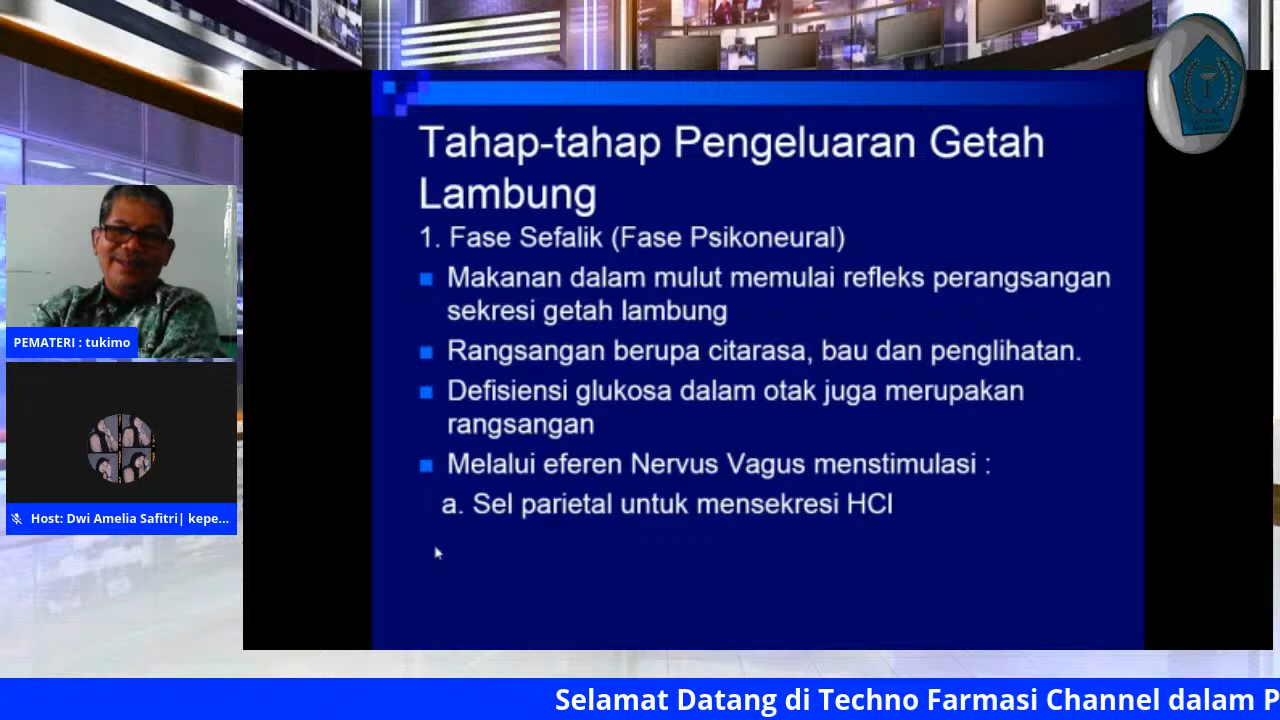 Tahap-tahap Pengeluaran Getah
Lambung
1. Fase Sefalik (Fase Psikoneural)
Makanan dalam mulut memulai refleks perangsangan
sekresi getah lambung
Rangsangan berupa citarasa, bau dan penglihatan.
Defisiensi glukosa dalam otak juga merupakan
rangsangan
Melalui eferen Nervus Vagus menstimulasi :
a. Sel parietal untuk mensekresi HCl
PEMATERI : tukimo
Host: Dwi Amelia Safitri| kepe...
Selamat Datang di Techno Farmasi Channel dalam P